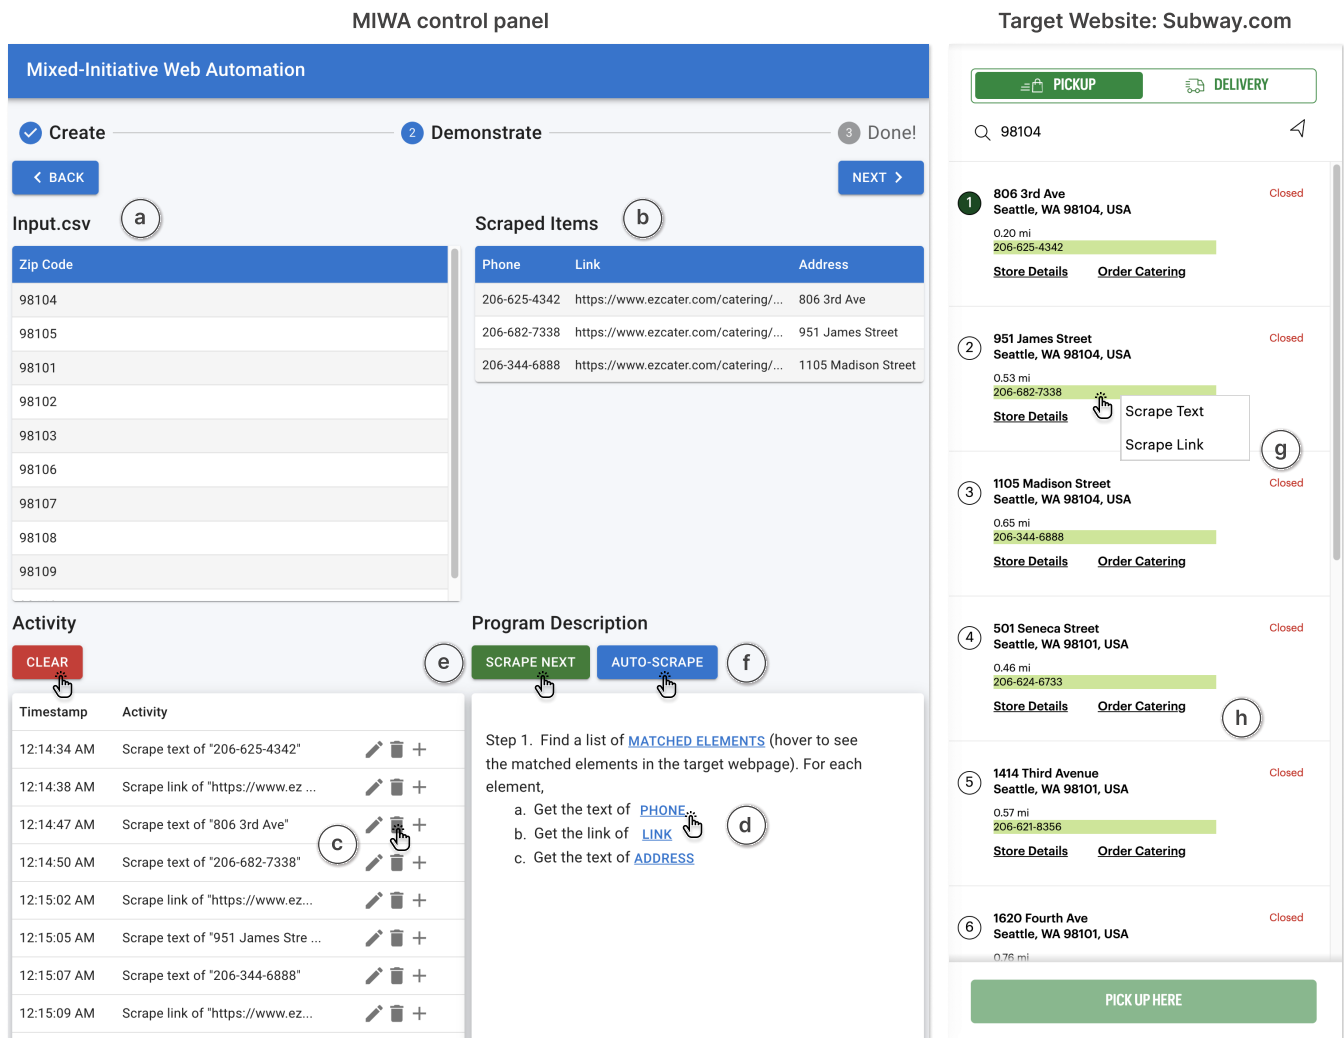 MIWA control panel
Target Website: Subway.com
Mixed-Initiative Web Automation
Create
2 Demonstrate
3 Done!
BACK
NEXT
Input.csv
a
Zip Code
98104
98105
98101
98102
98103
98106
98107
98108
98109
Scraped Items
b
Phone Link Address
206-625-4342 https://www.ezcater.com/catering/... 806 3rd Ave
206-682-7338 https://www.ezcater.com/catering/... 951 James Street
206-344-6888 https://www.ezcater.com/catering/... 1105 Madison Street
Activity
CLEAR
Timestamp Activity
12:14:34 AM Scrape text of "206-625-4342"
12:14:38 AM Scrape link of "https://www.ez ...
12:14:47 AM Scrape text of "806 3rd Ave"
c
12:14:50 AM Scrape text of "206-682-7338"
12:15:02 AM Scrape link of "https://www.ez...
12:15:05 AM Scrape text of "951 James Stre ...
12:15:07 AM Scrape text of "206-344-6888"
12:15:09 AM Scrape link of "https://www.ez...
Program Description
e
SCRAPE NEXT
AUTO-SCRAPE
f
Step 1. Find a list of MATCHED ELEMENTS (hover to see
the matched elements in the target webpage). For each
element,
a. Get the text of PHONE
b. Get the link of LINK
c. Get the text of ADDRESS
d
PICKUP
DELIVERY
98104
1
806 3rd Ave
Closed
Seattle, WA 98104, USA
0.20 mi
206-625-4342
Store Details Order Catering
2
951 James Street
Closed
Seattle, WA 98104, USA
0.53 mi
206-682-7338
Store Details
Scrape Text
Scrape Link
g
3
1105 Madison Street
Closed
Seattle, WA 98104, USA
0.65 mi
206-344-6888
Store Details Order Catering
4
501 Seneca Street
Closed
Seattle, WA 98101, USA
0.46 mi
206-624-6733
Store Details Order Catering
h
5
1414 Third Avenue
Closed
Seattle, WA 98101, USA
0.57 mi
206-621-8356
Store Details Order Catering
6
1620 Fourth Ave
Closed
Seattle, WA 98101, USA
0.76 mi
PICK UP HERE